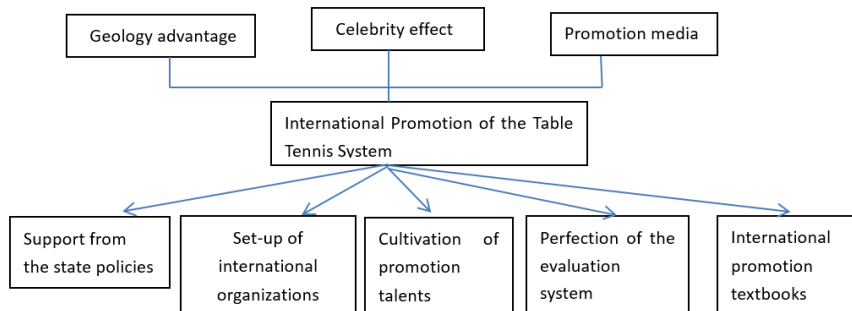 Geology advantage
Celebrity effect
Promotion media
International Promotion of the Table
Tennis System
Support from
the state policies
Set-up of
international
organizations
Cultivation of
promotion
talents
Perfection of the
evaluation
system
International
promotion
textbooks